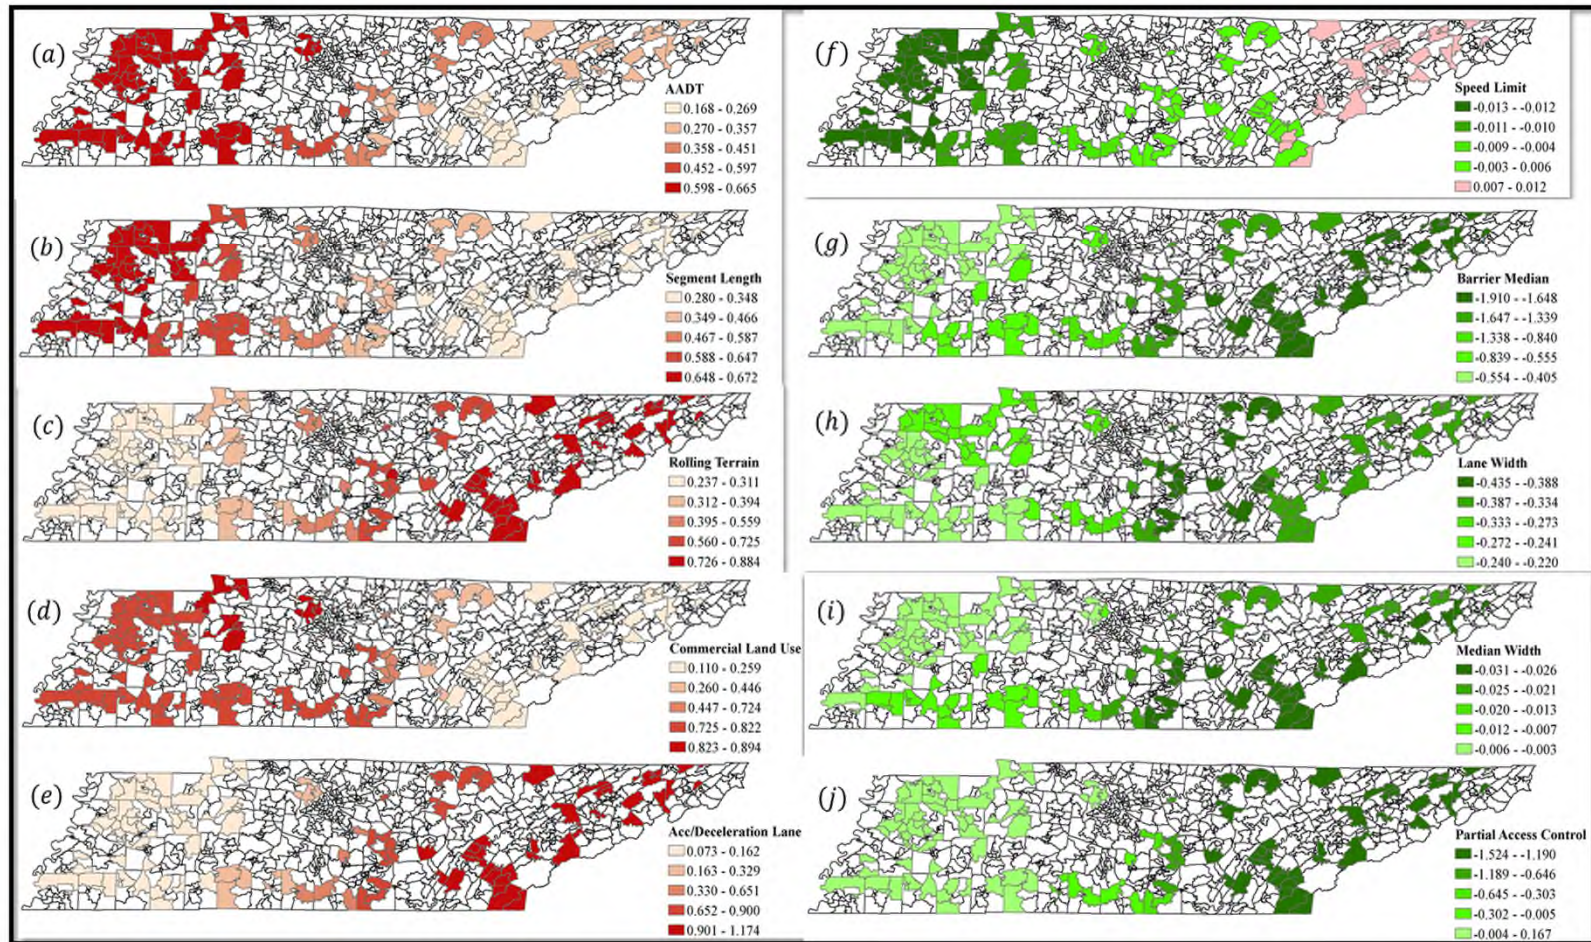 (a)
AADT
0.168 - 0.269
0.270 - 0.357
0.358 - 0.451
0.452 - 0.597
0.598 - 0.665
(b)
Segment Length
0.280 - 0.348
0.349 - 0.466
0.467 - 0.587
0.588 - 0.647
0.648 - 0.672
(c)
Rolling Terrain
0.237 - 0.311
0.312 - 0.394
0.395 - 0.559
0.560 - 0.725
0.726 - 0.884
(d)
Commercial Land Use
0.110 - 0.259
0.260 - 0.446
0.447 - 0.724
0.725 - 0.822
0.823 - 0.894
(e)
Acc/Deceleration Lane
0.073 - 0.162
0.163 - 0.329
0.330 - 0.651
0.652 - 0.900
0.901 - 1.174
(f)
Speed Limit
-0.013 - -0.012
-0.011 - -0.010
-0.009 - -0.004
-0.003 - 0.006
0.007 - 0.012
(g)
Barrier Median
-1.910 - -1.648
-1.647 - -1.339
-1.338 - -0.840
-0.839 - -0.555
-0.554 - -0.405
(h)
Lane Width
-0.435 - -0.388
-0.387 - -0.334
-0.333 - -0.273
-0.272 - -0.241
-0.240 - -0.220
(i)
Median Width
-0.031 - -0.026
-0.025 - -0.021
-0.020 - -0.013
-0.012 - -0.007
-0.006 - -0.003
(j)
Partial Access Control
-1.524 - -1.190
-1.189 - -0.646
-0.645 - -0.303
-0.302 - -0.005
-0.004 - 0.167